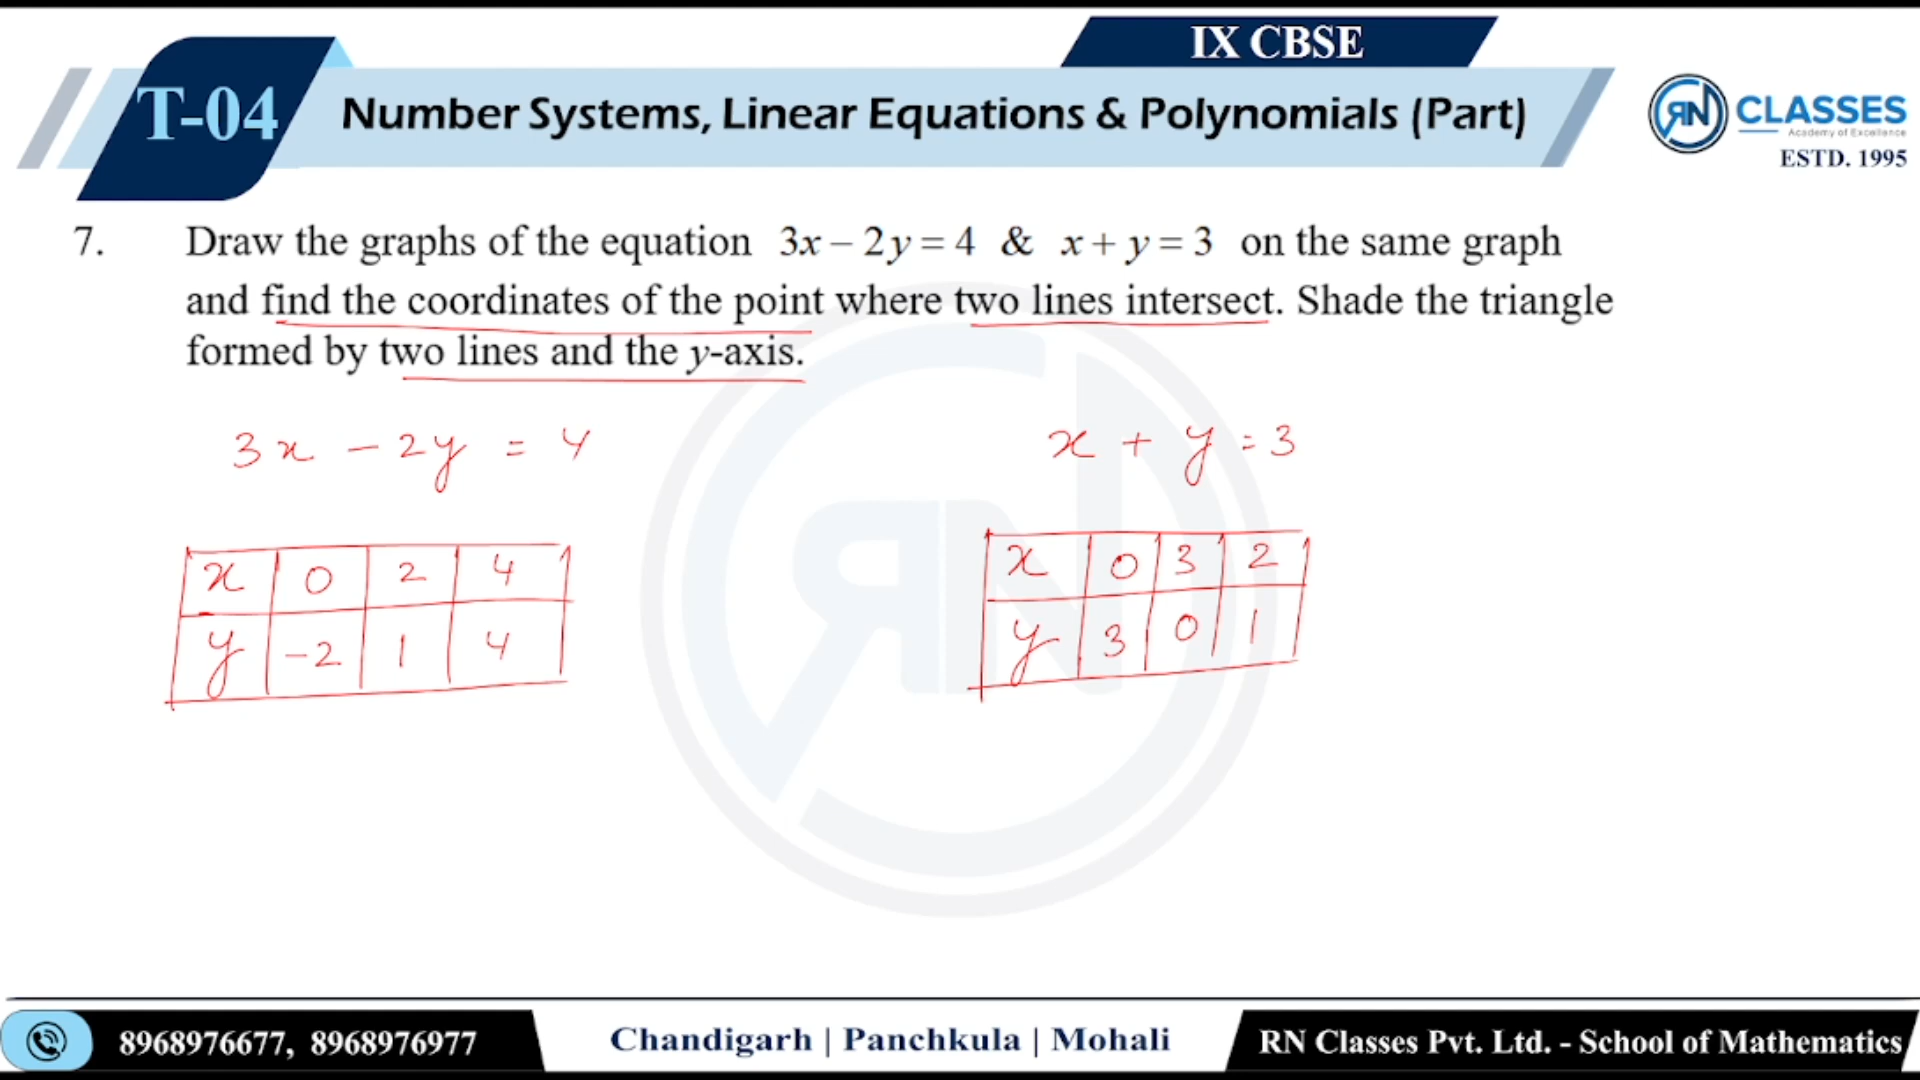 IX CBSE
T-04
Number Systems, Linear Equations & Polynomials (Part)
RN CLASSES
Academy of Excellence
ESTD. 1995
7. Draw the graphs of the equation 3x – 2y = 4 & x + y = 3 on the same graph
and find the coordinates of the point where two lines intersect. Shade the triangle
formed by two lines and the y-axis.
3x - 2y = 4
x + y = 3
x 0 2 4
y -2 1 4
x 0 3 2
y 3 0 1
RN
8968976677, 8968976977
Chandigarh | Panchkula | Mohali
RN Classes Pvt. Ltd. - School of Mathematics